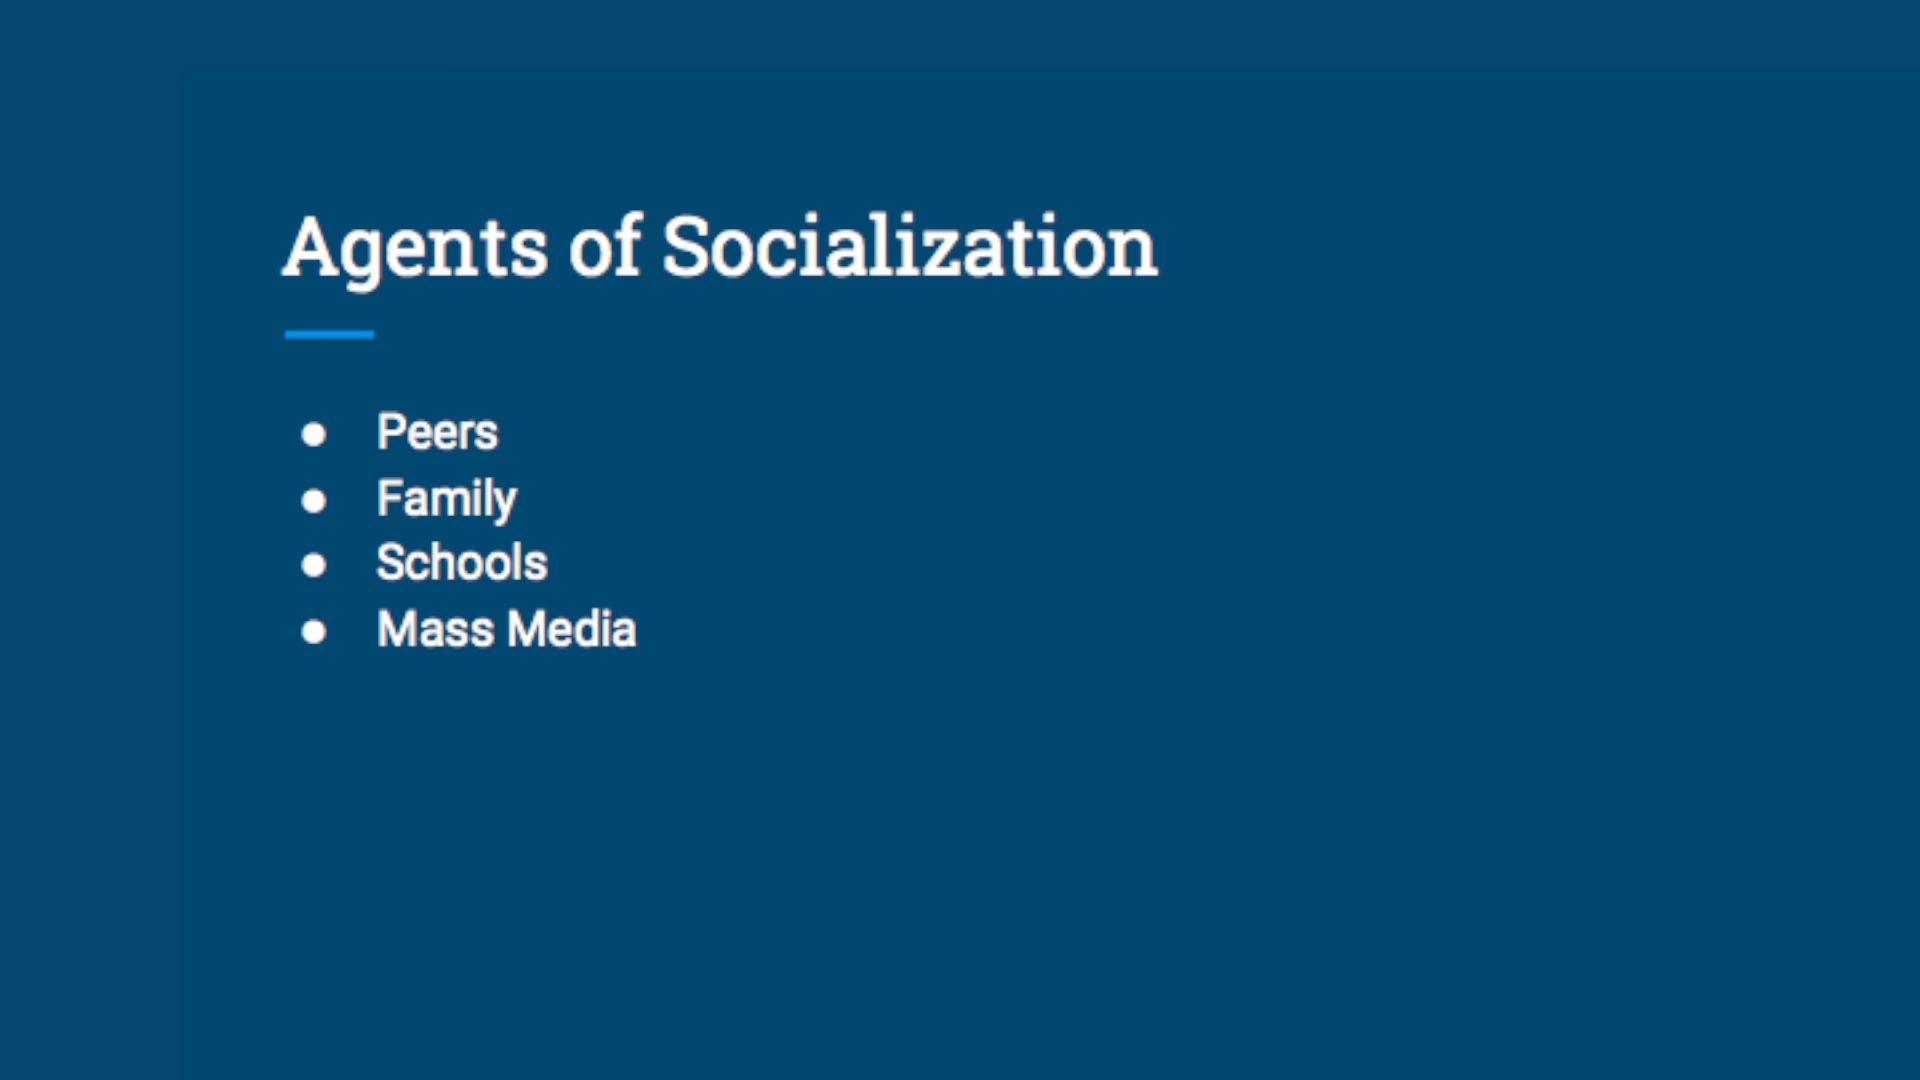 Agents of Socialization
● Peers
● Family
● Schools
● Mass Media